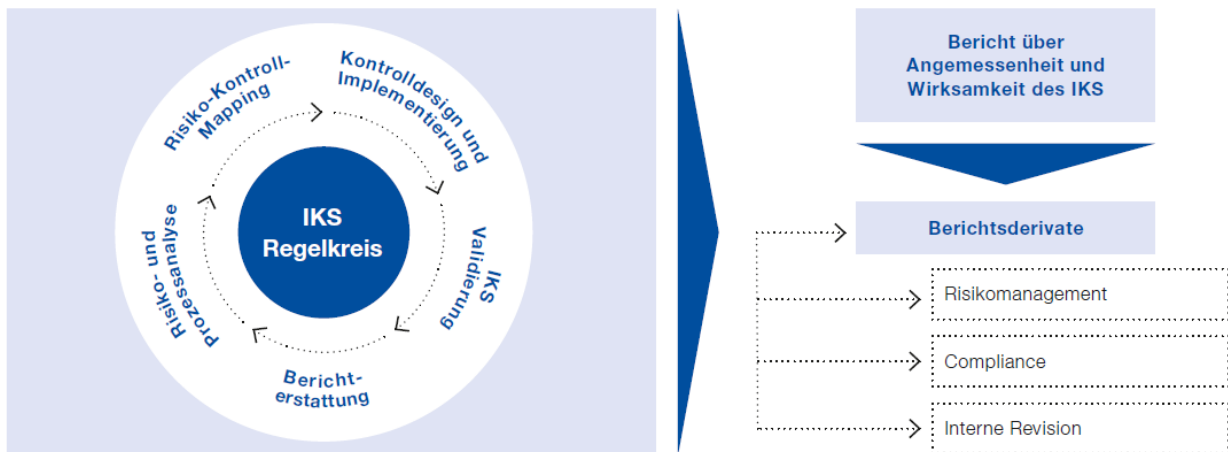 Risiko-Kontroll-
Mapping
Kontrolldesign und
Implementierung
IKS
Validierung
Bericht-
erstattung
Risiko- und
prozessanalyse
IKS
Regelkreis
Bericht über
Angemessenheit und
Wirksamkeit des IKS
Berichtsderivate
Risikomanagement
Compliance
Interne Revision